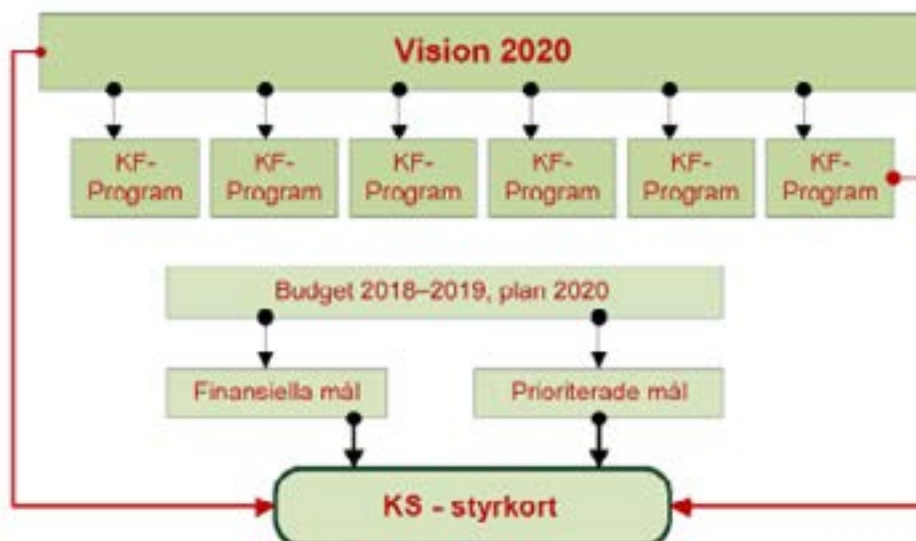 Vision 2020
KF-
Program
KF-
Program
KF-
Program
KF-
Program
KF-
Program
KF-
Program
Budget 2018–2019, plan 2020
Finansiella mål
Prioriterade mål
KS - styrkort